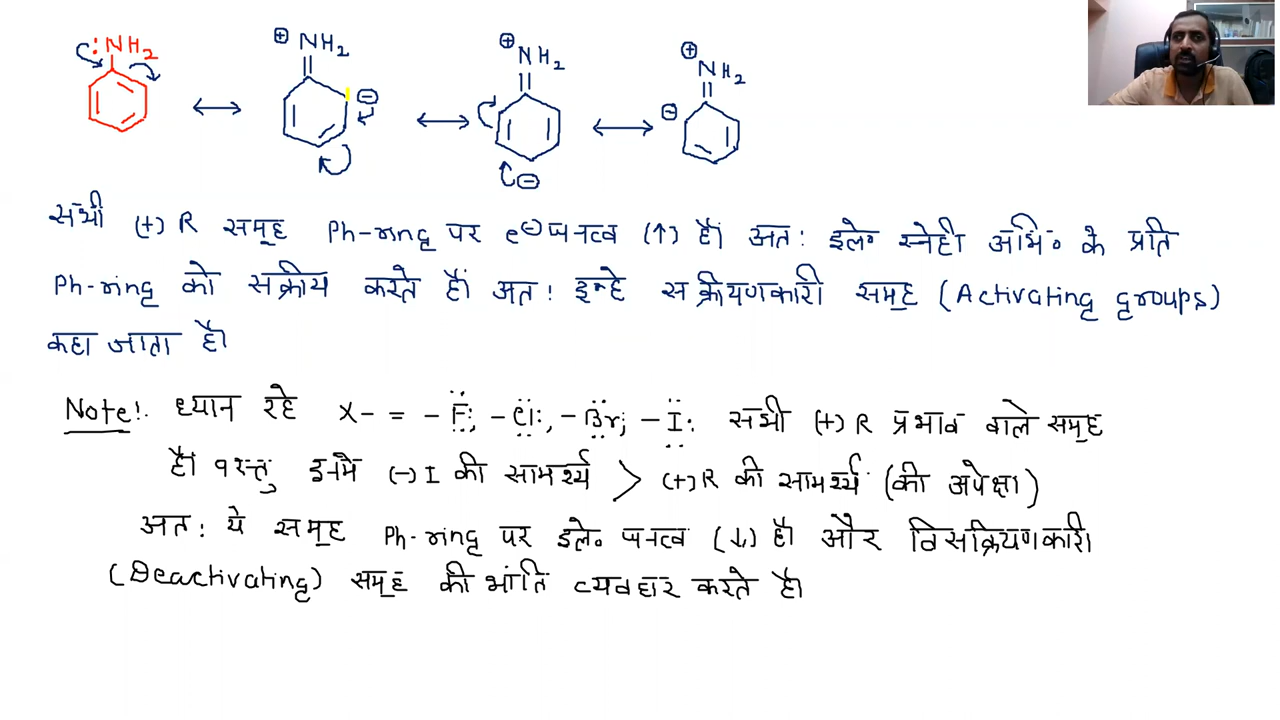 :NH2 ⊕NH2 ⊕NH2 ⊕NH2
⊖ ⊖ ⊖
सभी (+) R समूह Ph-ring पर e⊖ घनत्व (↑) है। अतः इले॰ स्नेही अभि॰ के प्रति
Ph-ring को सक्रीय करते है। अतः इन्हे सक्रियणकारी समूह (Activating groups)
कहा जाता है।
Note:. ध्यान रहे X- = -F:, -Cl:, -Br:, -I: सभी (+) R प्रभाव वाले समूह
है। परन्तु इनमे (-) I की सामर्थ्य > (+) R की सामर्थ्य (की अपेक्षा)
अतः ये समूह Ph-ring पर इले॰ घनत्व (↓) है। और विसक्रियणकारी
(Deactivating) समूह की भांति व्यवहार करते है।